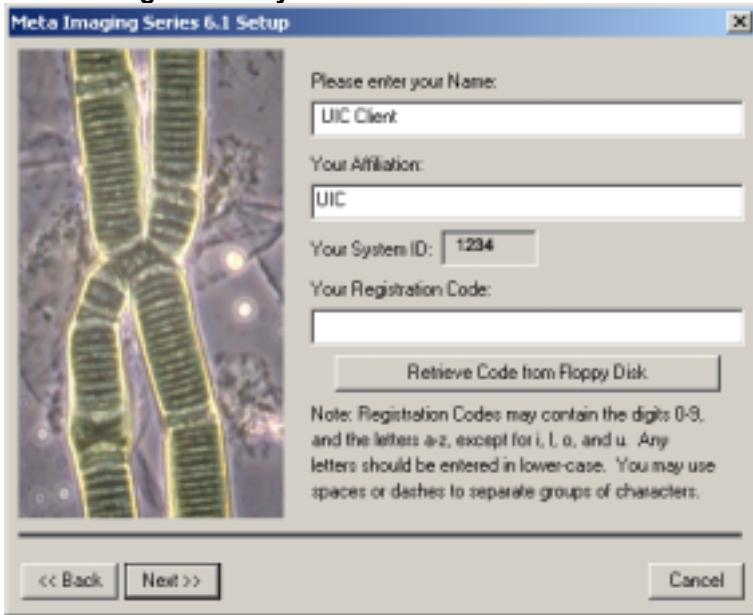 Meta Imaging Series 6.1 Setup
Please enter your Name:
UIC Client
Your Affiliation:
UIC
Your System ID: 1234
Your Registration Code:
Retrieve Code from Floppy Disk
Note: Registration Codes may contain the digits 0-9,
and the letters a-z, except for i, l, o, and u. Any
letters should be entered in lower-case. You may use
spaces or dashes to separate groups of characters.
<< Back Next >> Cancel